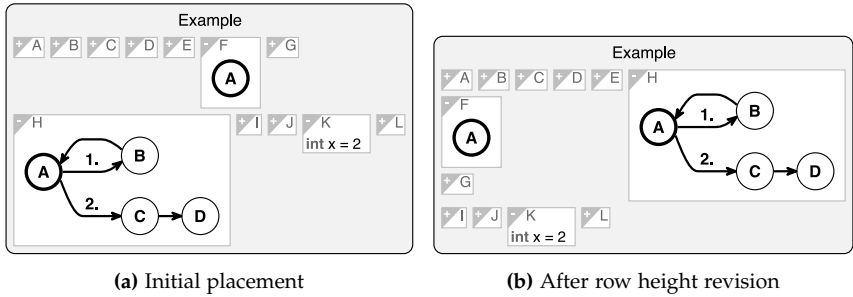 Example
+ A + B + C + D + E - F + G
A
- H + I + J - K + L
int x = 2
A 1. B
2. C D
(a) Initial placement
Example
+ A + B + C + D + E - H
- F
A
A 1. B
2. C D
+ G
+ I + J - K + L
int x = 2
(b) After row height revision